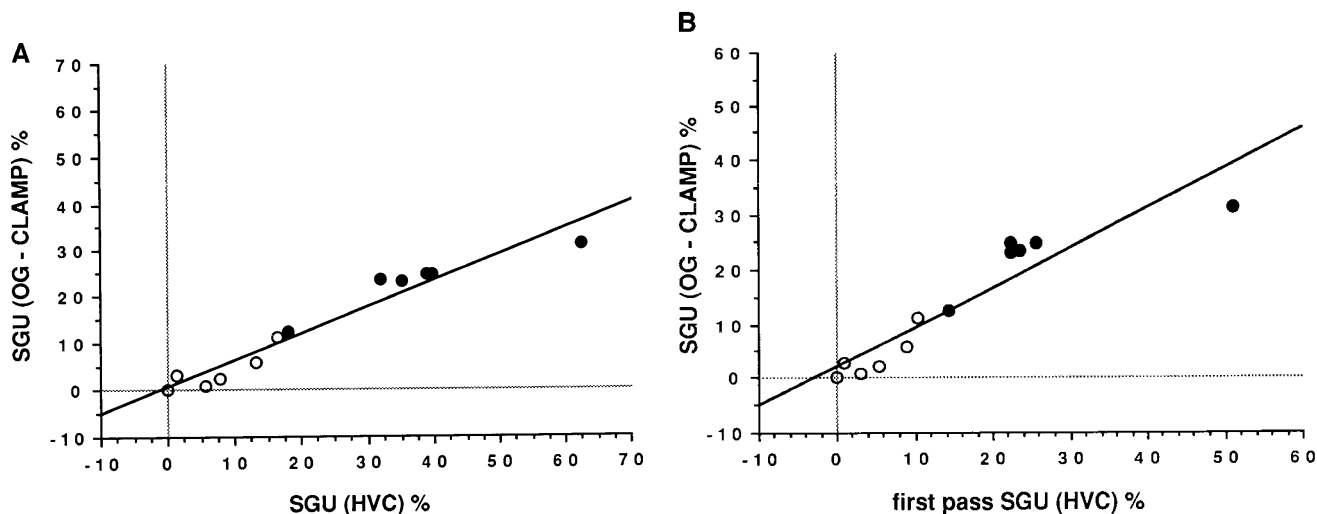 A
SGU (OG - CLAMP) %
70
60
50
40
30
20
10
0
-10
-10 0 10 20 30 40 50 60 70
SGU (HVC) %
B
SGU (OG - CLAMP) %
60
50
40
30
20
10
0
-10
-10 0 10 20 30 40 50 60
first pass SGU (HVC) %